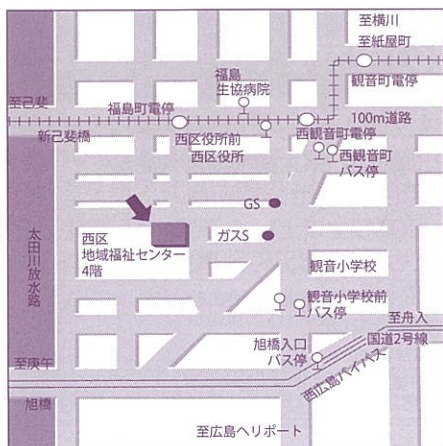 至横川
至紙屋町
福島
生協病院
観音町電停
至己斐
福島町電停
100m道路
新己斐橋
西区役所前
西区役所
西観音町電停
西観音町
バス停
GS
太田川放水路
西区
地域福祉センター
4階
ガスS
観音小学校
観音小学校前
バス停
至舟入
国道2号線
旭橋入口
バス停
西広島バイパス
至庚午
旭橋
至広島ヘリポート